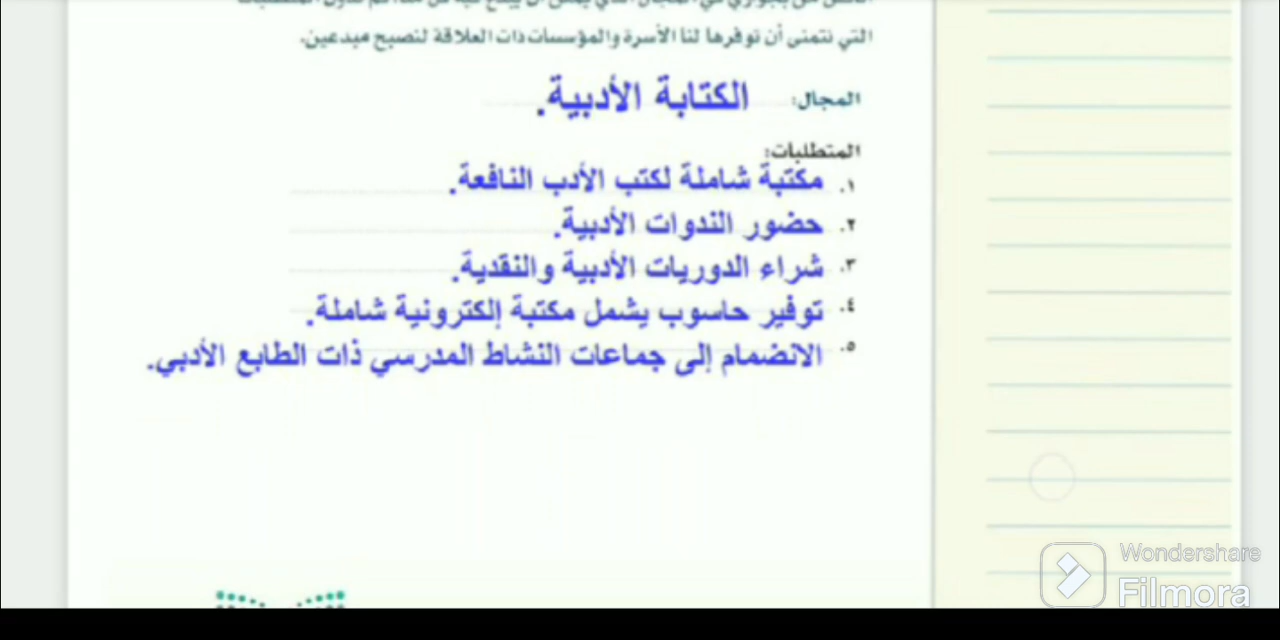 التي نتمنى أن توفرها لنا الأسرة والمؤسسات ذات العلاقة لنصبح مبدعين.
المجال: الكتابة الأدبية.
المتطلبات:
١. مكتبة شاملة لكتب الأدب النافعة.
٢. حضور الندوات الأدبية.
٣. شراء الدوريات الأدبية والنقدية.
٤. توفير حاسوب يشمل مكتبة إلكترونية شاملة.
٥. الانضمام إلى جماعات النشاط المدرسي ذات الطابع الأدبي.
Wondershare
Filmora